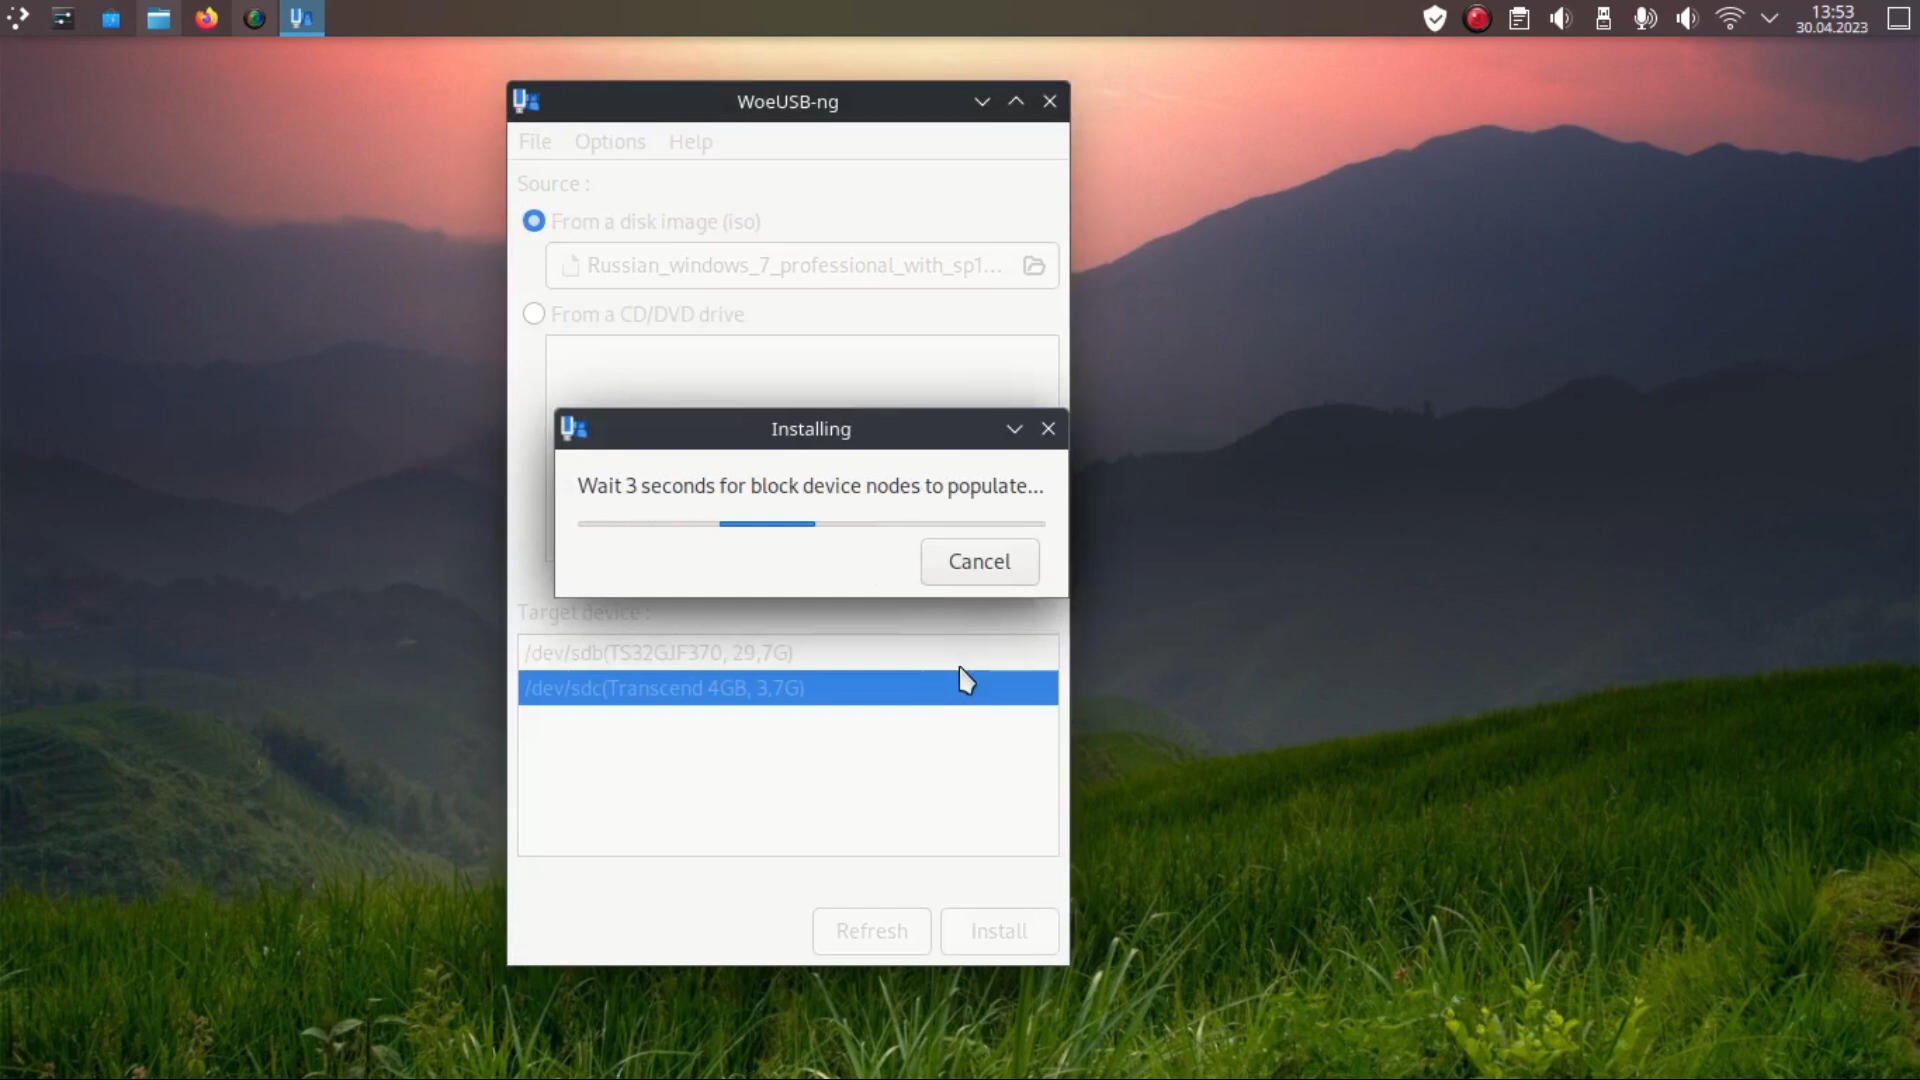 13:53
30.04.2023
WoeUSB-ng
File Options Help
Source :
From a disk image (iso)
Russian_windows_7_professional_with_sp1...
From a CD/DVD drive
Installing
Wait 3 seconds for block device nodes to populate...
Cancel
Target device :
/dev/sdb(TS32GJF370, 29,7G)
/dev/sdc(Transcend 4GB, 3,7G)
Refresh Install